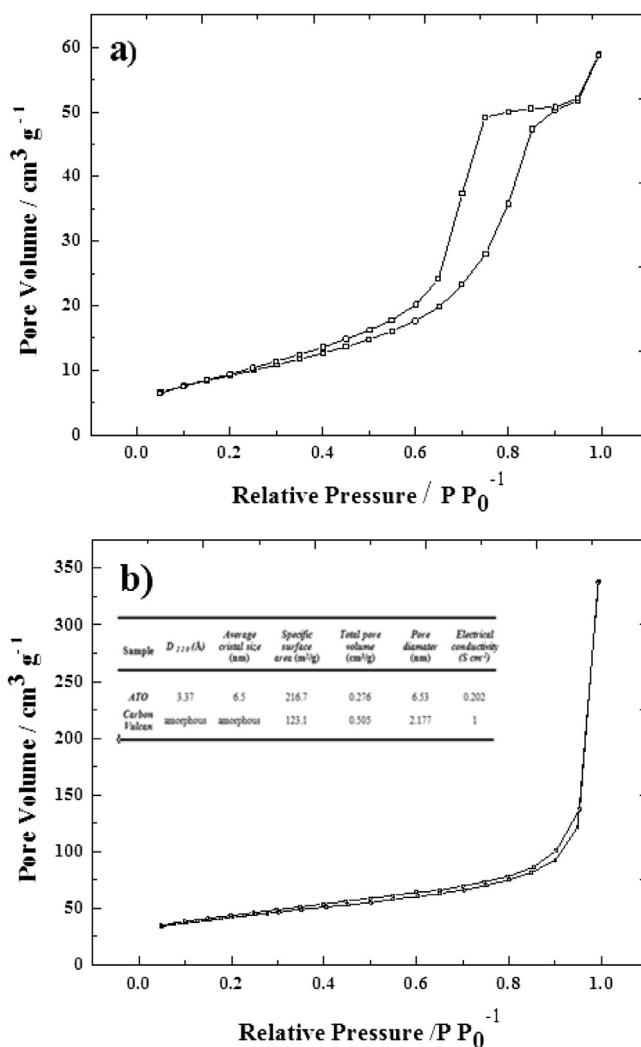 a)
60
50
40
30
20
10
0
Pore Volume / cm³ g⁻¹
0.0 0.2 0.4 0.6 0.8 1.0
Relative Pressure / P P₀⁻¹
b)
350
300
250
200
150
100
50
0
Pore Volume / cm³ g⁻¹
Sample D 110 (Å) Average cristal size (nm) Specific surface area (m²/g) Total pore volume (cm³/g) Pore diamater (nm) Electrical conductivity (S cm⁻¹)
ATO 3.37 6.5 216.7 0.276 6.53 0.202
Carbon Vulcan amorphous amorphous 123.1 0.505 2.177 1
0.0 0.2 0.4 0.6 0.8 1.0
Relative Pressure /P P₀⁻¹